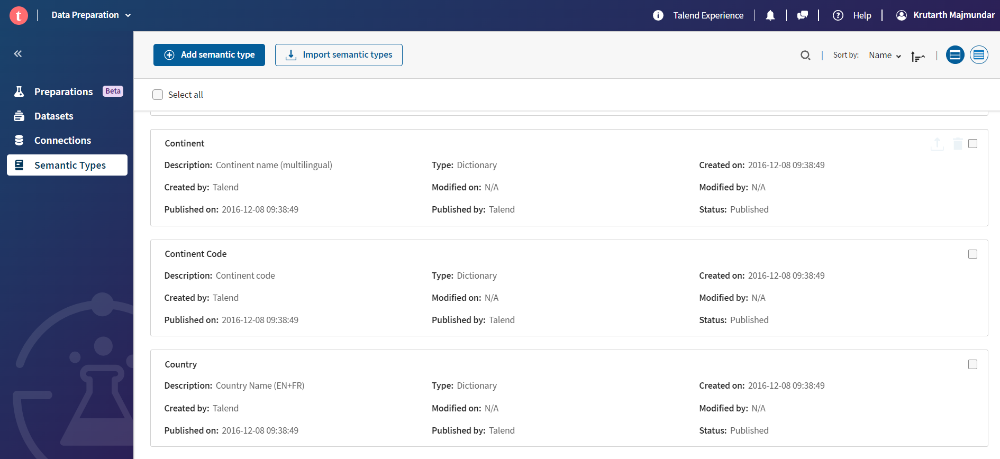 t
Data Preparation
Talend Experience
Help
Krutarth Majmundar
Add semantic type
Import semantic types
Sort by:
Name
Preparations Beta
Datasets
Connections
Semantic Types
Select all
Continent
Description: Continent name (multilingual)
Type: Dictionary
Created on: 2016-12-08 09:38:49
Created by: Talend
Modified on: N/A
Modified by: N/A
Published on: 2016-12-08 09:38:49
Published by: Talend
Status: Published
Continent Code
Description: Continent code
Type: Dictionary
Created on: 2016-12-08 09:38:49
Created by: Talend
Modified on: N/A
Modified by: N/A
Published on: 2016-12-08 09:38:49
Published by: Talend
Status: Published
Country
Description: Country Name (EN+FR)
Type: Dictionary
Created on: 2016-12-08 09:38:49
Created by: Talend
Modified on: N/A
Modified by: N/A
Published on: 2016-12-08 09:38:49
Published by: Talend
Status: Published